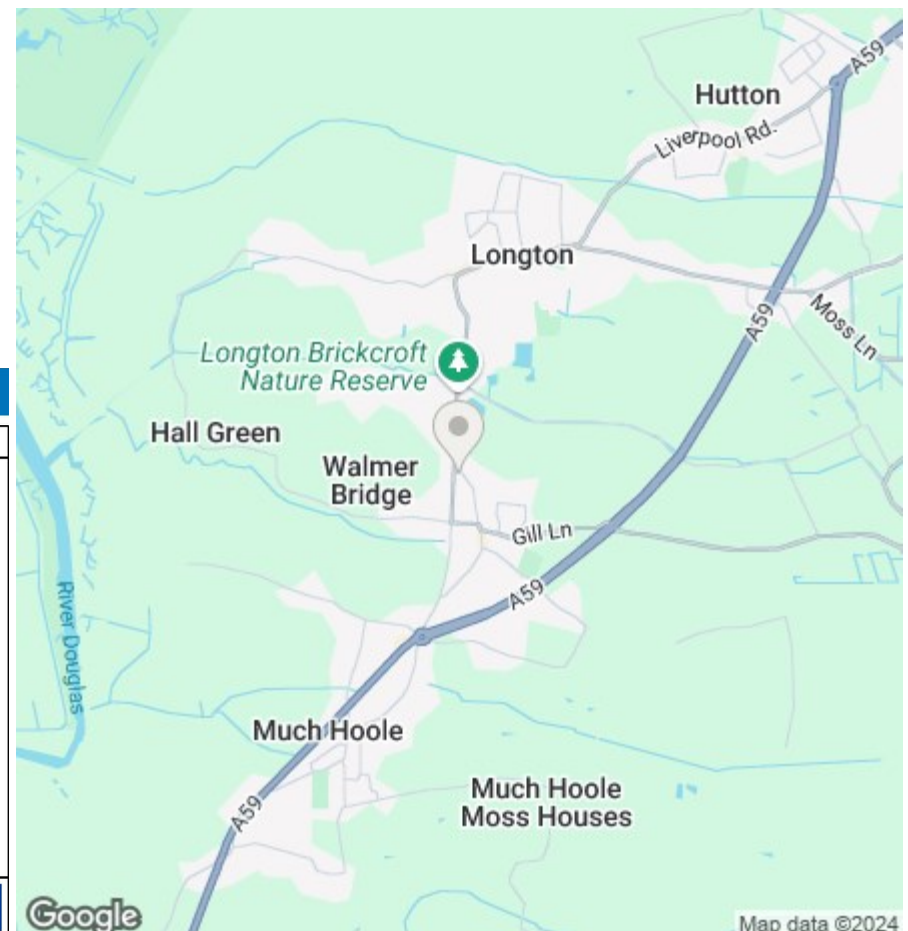 A59
Hutton
Liverpool Rd.
Longton
A59
Moss Ln
Longton Brickcroft
Nature Reserve
Hall Green
Walmer
Bridge
Gill Ln
A59
River Douglas
Much Hoole
Much Hoole
Moss Houses
A59
Google
Map data ©2024